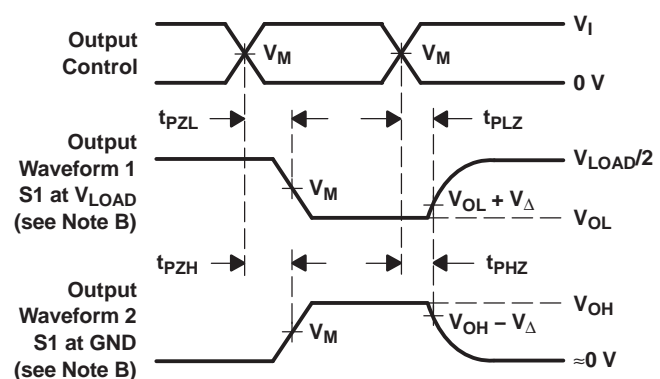 Output
Control
V_M
V_M
V_I
0 V
t_PZL
t_PLZ
Output
Waveform 1
S1 at V_LOAD
(see Note B)
V_M
V_LOAD/2
V_OL + V_Δ
V_OL
t_PZH
t_PHZ
Output
Waveform 2
S1 at GND
(see Note B)
V_M
V_OH
V_OH − V_Δ
≈0 V